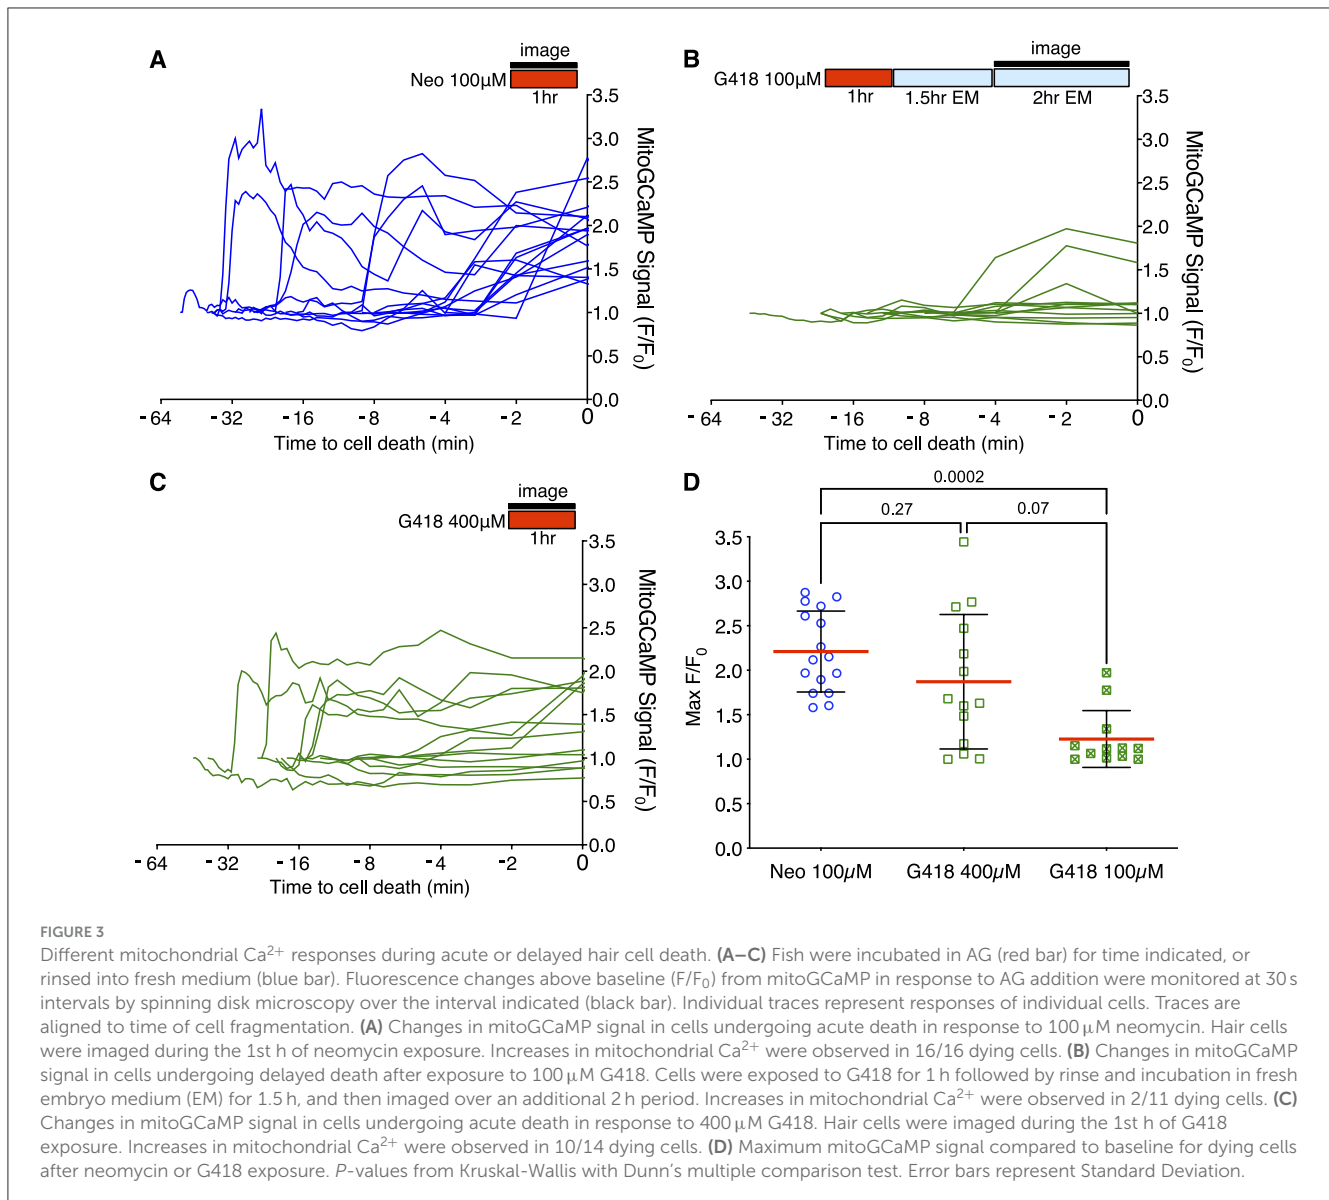 A
image
Neo 100µM
1hr
3.5
3.0
2.5
2.0
1.5
1.0
0.5
0.0
MitoGCaMP Signal (F/F₀)
-64 -32 -16 -8 -4 -2 0
Time to cell death (min)
B
image
G418 100µM
1hr 1.5hr EM 2hr EM
3.5
3.0
2.5
2.0
1.5
1.0
0.5
0.0
MitoGCaMP Signal (F/F₀)
-64 -32 -16 -8 -4 -2 0
Time to cell death (min)
C
image
G418 400µM
1hr
3.5
3.0
2.5
2.0
1.5
1.0
0.5
0.0
MitoGCaMP Signal (F/F₀)
-64 -32 -16 -8 -4 -2 0
Time to cell death (min)
D
0.0002
0.27 0.07
3.5
3.0
2.5
2.0
1.5
1.0
0.5
0.0
Max F/F₀
Neo 100µM G418 400µM G418 100µM
FIGURE 3
Different mitochondrial Ca²⁺ responses during acute or delayed hair cell death. (A–C) Fish were incubated in AG (red bar) for time indicated, or
rinsed into fresh medium (blue bar). Fluorescence changes above baseline (F/F₀) from mitoGCaMP in response to AG addition were monitored at 30 s
intervals by spinning disk microscopy over the interval indicated (black bar). Individual traces represent responses of individual cells. Traces are
aligned to time of cell fragmentation. (A) Changes in mitoGCaMP signal in cells undergoing acute death in response to 100 µM neomycin. Hair cells
were imaged during the 1st h of neomycin exposure. Increases in mitochondrial Ca²⁺ were observed in 16/16 dying cells. (B) Changes in mitoGCaMP
signal in cells undergoing delayed death after exposure to 100 µM G418. Cells were exposed to G418 for 1 h followed by rinse and incubation in fresh
embryo medium (EM) for 1.5 h, and then imaged over an additional 2 h period. Increases in mitochondrial Ca²⁺ were observed in 2/11 dying cells. (C)
Changes in mitoGCaMP signal in cells undergoing acute death in response to 400 µM G418. Hair cells were imaged during the 1st h of G418
exposure. Increases in mitochondrial Ca²⁺ were observed in 10/14 dying cells. (D) Maximum mitoGCaMP signal compared to baseline for dying cells
after neomycin or G418 exposure. P-values from Kruskal-Wallis with Dunn's multiple comparison test. Error bars represent Standard Deviation.